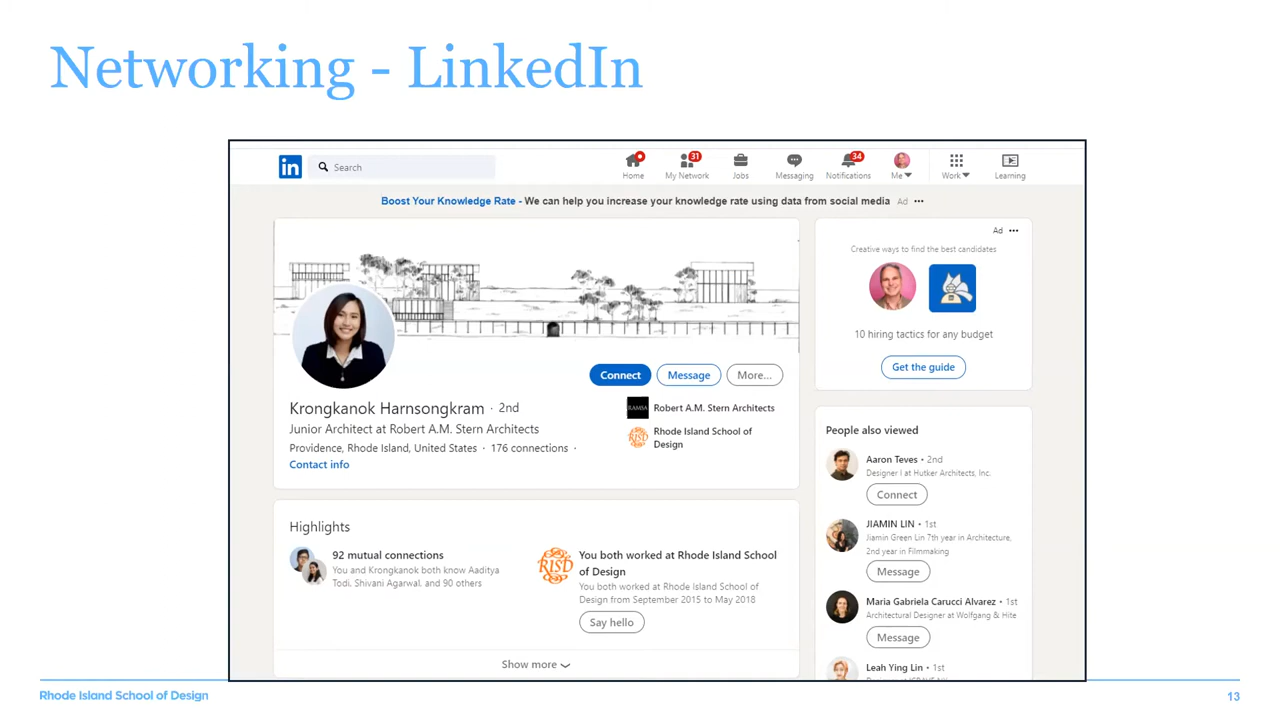 Networking - LinkedIn
in
Search
Home
31
My Network
Jobs
Messaging
34
Notifications
Me
Work
Learning
Boost Your Knowledge Rate - We can help you increase your knowledge rate using data from social media Ad •••
Connect
Message
More...
Krongkanok Harnsongkram · 2nd
Junior Architect at Robert A.M. Stern Architects
Providence, Rhode Island, United States · 176 connections ·
Contact info
RAMSA
Robert A.M. Stern Architects
RISD
Rhode Island School of
Design
Highlights
92 mutual connections
You and Krongkanok both know Aaditya
Todi, Shivani Agarwal, and 90 others
RISD
You both worked at Rhode Island School
of Design
You both worked at Rhode Island School of
Design from September 2015 to May 2018
Say hello
Show more
Ad •••
Creative ways to find the best candidates
10 hiring tactics for any budget
Get the guide
People also viewed
Aaron Teves • 2nd
Designer I at Hutker Architects, Inc.
Connect
JIAMIN LIN • 1st
Jiamin Green Lin 7th year in Architecture,
2nd year in Filmmaking
Message
Maria Gabriela Carucci Alvarez • 1st
Architectural Designer at Wolfgang & Hite
Message
Leah Ying Lin • 1st
Rhode Island School of Design
13